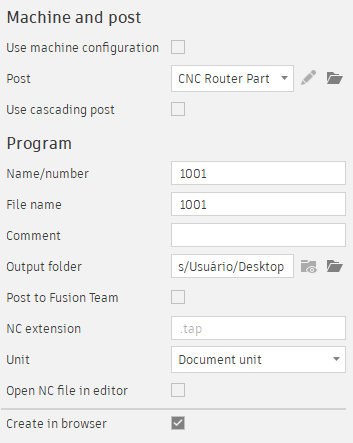 Machine and post
Use machine configuration
Post CNC Router Part
Use cascading post
Program
Name/number 1001
File name 1001
Comment
Output folder s/Usuário/Desktop
Post to Fusion Team
NC extension .tap
Unit Document unit
Open NC file in editor
Create in browser